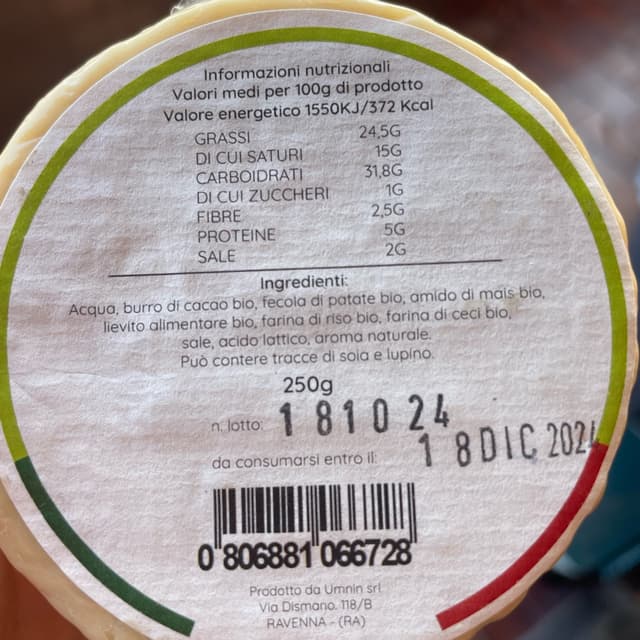 Informazioni nutrizionali
Valori medi per 100g di prodotto
Valore energetico 1550KJ/372 Kcal
GRASSI 24,5G
DI CUI SATURI 15G
CARBOIDRATI 31,8G
DI CUI ZUCCHERI 1G
FIBRE 2,5G
PROTEINE 5G
SALE 2G
Ingredienti:
Acqua, burro di cacao bio, fecola di patate bio, amido di mais bio,
lievito alimentare bio, farina di riso bio, farina di ceci bio,
sale, acido lattico, aroma naturale.
Può contere tracce di soia e lupino.
250g
n. lotto: 181024
da consumarsi entro il: 18 DIC 2024
0 806881 066728
Prodotto da Umnin srl
Via Dismano. 118/B
RAVENNA - (RA)